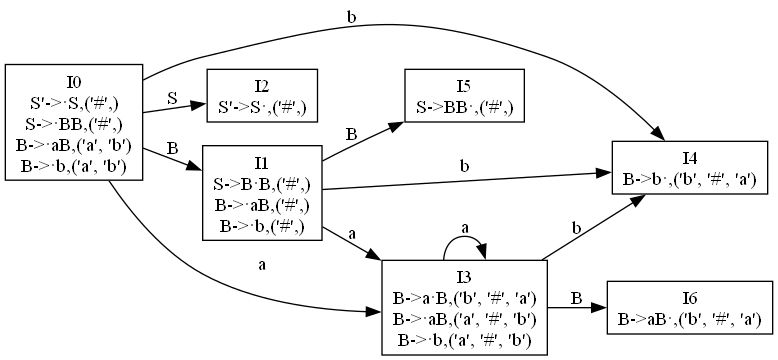 b
I0
S'->·S,('#',)
S->·BB,('#',)
B->·aB,('a', 'b')
B->·b,('a', 'b')
S
I2
S'->S·,('#',)
B
I1
S->B·B,('#',)
B->·aB,('#',)
B->·b,('#',)
B
I5
S->BB·,('#',)
b
I4
B->b·,('b', '#', 'a')
a
a
a
b
I3
B->a·B,('b', '#', 'a')
B->·aB,('a', '#', 'b')
B->·b,('a', '#', 'b')
B
I6
B->aB·,('b', '#', 'a')